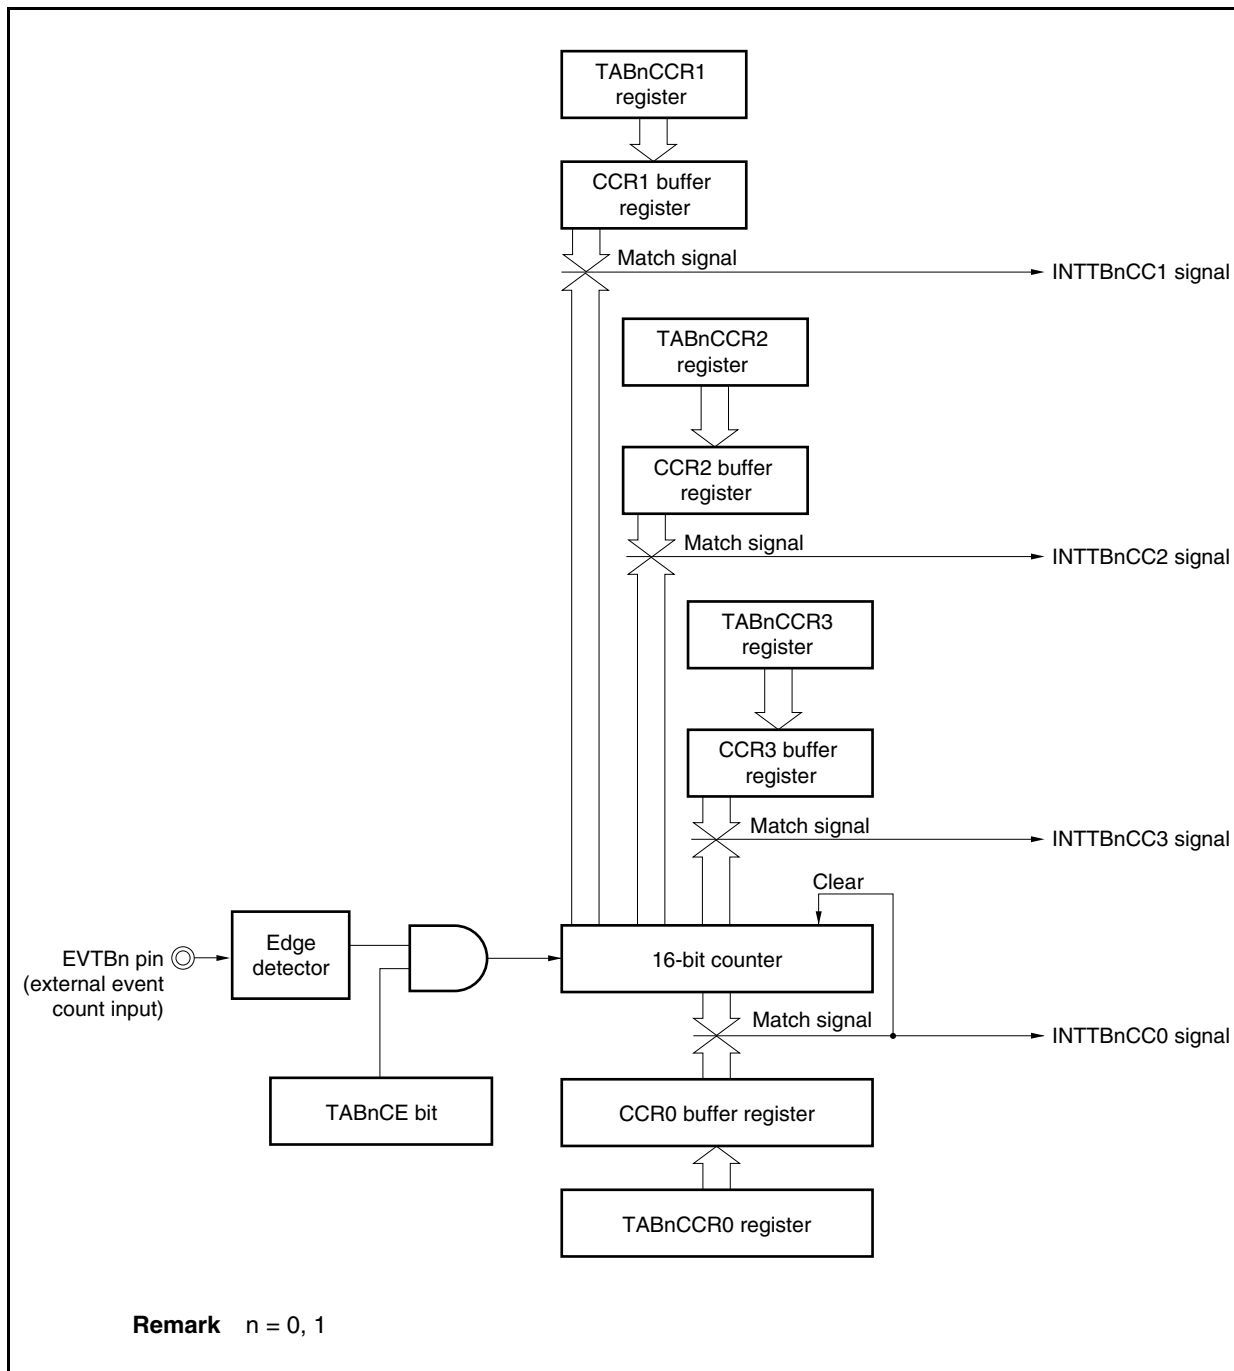 TABnCCR1
register
CCR1 buffer
register
Match signal
INTTBnCC1 signal
TABnCCR2
register
CCR2 buffer
register
Match signal
INTTBnCC2 signal
TABnCCR3
register
CCR3 buffer
register
Match signal
INTTBnCC3 signal
Clear
EVTBn pin
(external event
count input)
Edge
detector
16-bit counter
Match signal
INTTBnCC0 signal
TABnCE bit
CCR0 buffer register
TABnCCR0 register
Remark n = 0, 1